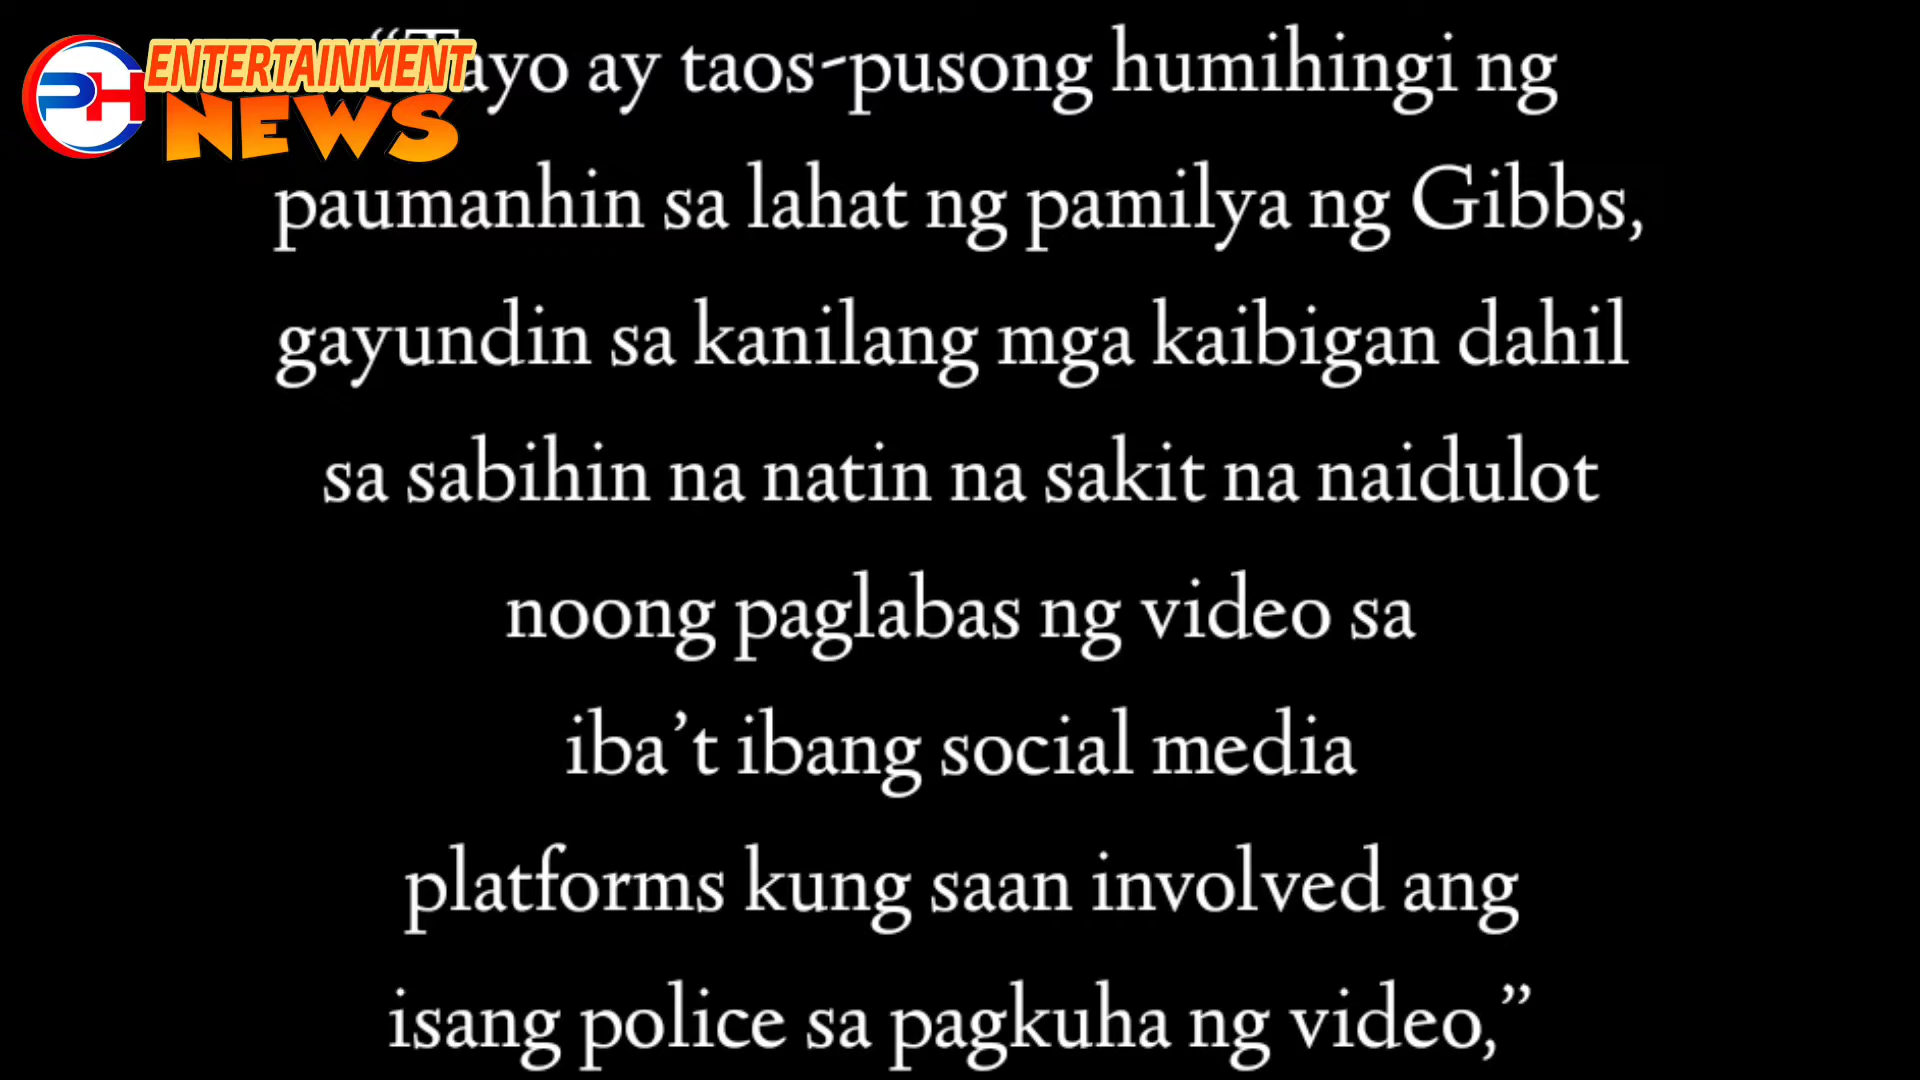 PH ENTERTAINMENT
NEWS
“Tayo ay taos-pusong humihingi ng
paumanhin sa lahat ng pamilya ng Gibbs,
gayundin sa kanilang mga kaibigan dahil
sa sabihin na natin na sakit na naidulot
noong paglabas ng video sa
iba’t ibang social media
platforms kung saan involved ang
isang police sa pagkuha ng video,”